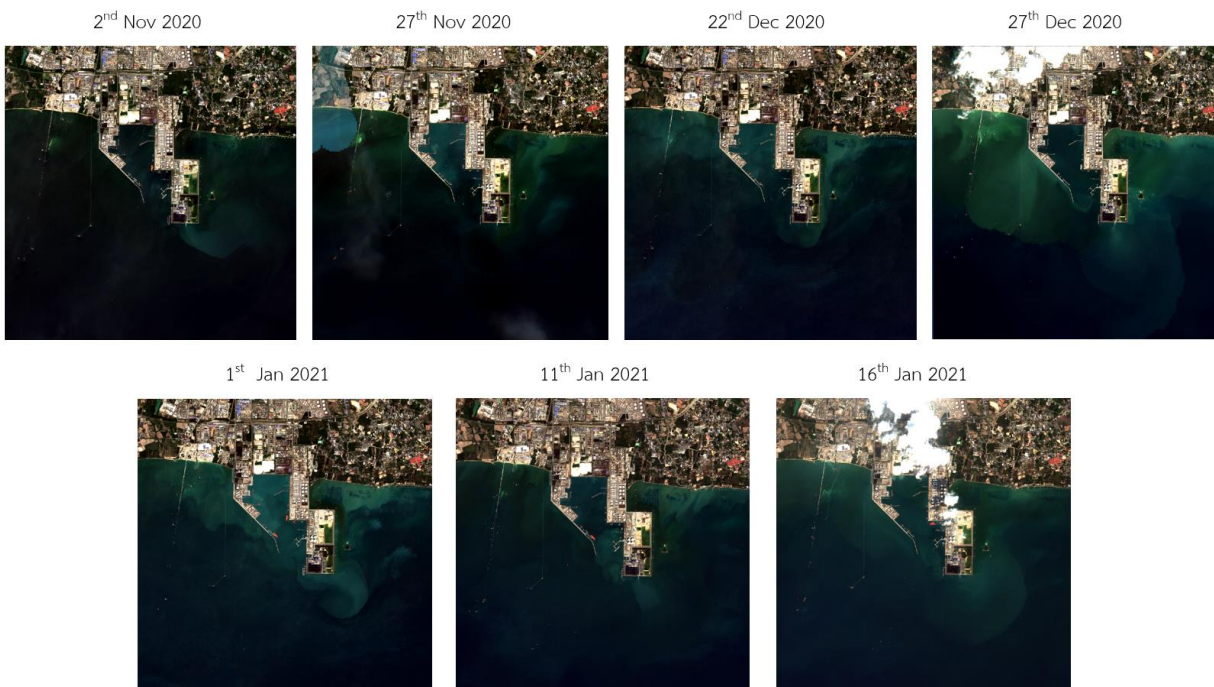 2nd Nov 2020
27th Nov 2020
22nd Dec 2020
27th Dec 2020
1st Jan 2021
11th Jan 2021
16th Jan 2021